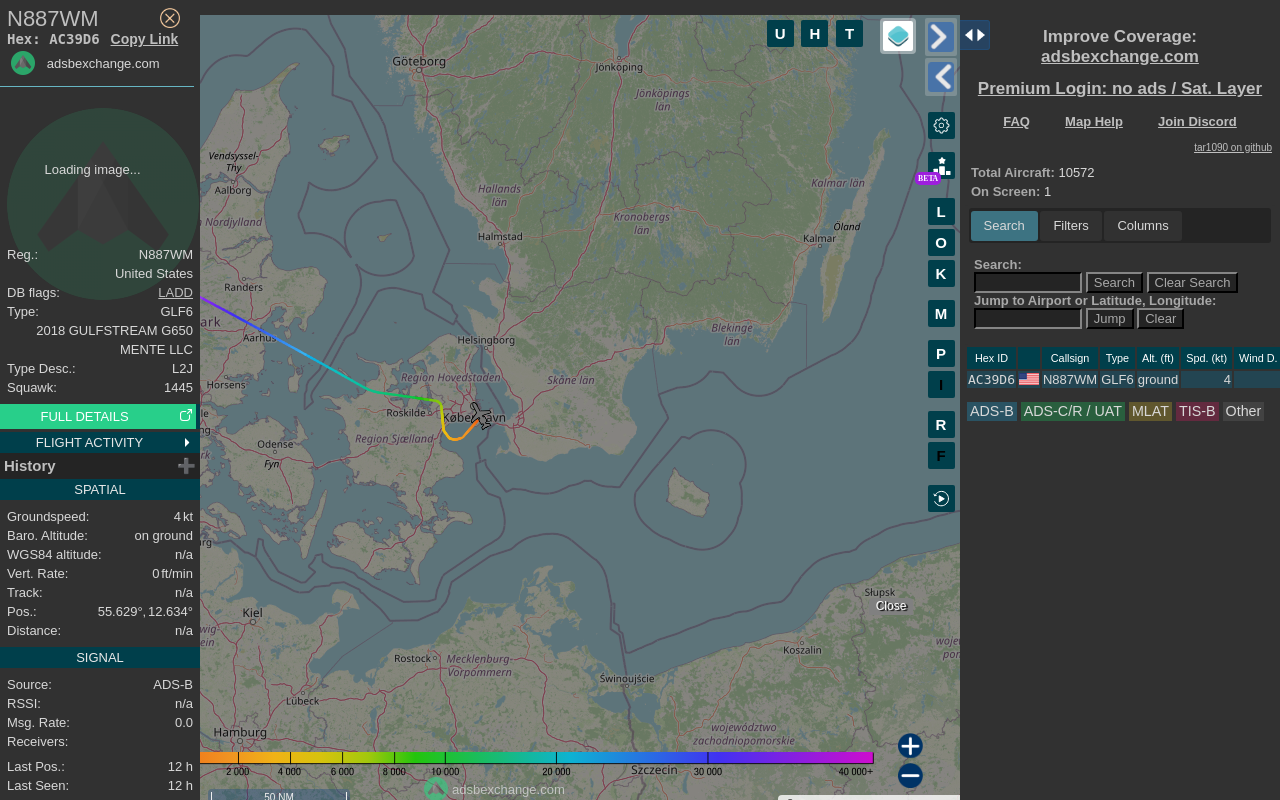 N887WM
Hex: AC39D6 Copy Link
adsbexchange.com
Loading image...
Reg.: N887WM
United States
DB flags: LADD
Type: GLF6
2018 GULFSTREAM G650
MENTE LLC
Type Desc.: L2J
Squawk: 1445
FULL DETAILS
FLIGHT ACTIVITY
History
SPATIAL
Groundspeed: 4 kt
Baro. Altitude: on ground
WGS84 altitude: n/a
Vert. Rate: 0 ft/min
Track: n/a
Pos.: 55.629°, 12.634°
Distance: n/a
SIGNAL
Source: ADS-B
RSSI: n/a
Msg. Rate: 0.0
Receivers:
Last Pos.: 12 h
Last Seen: 12 h
U H T
Göteborg
Jönköping
Jönköpings
län
Vendsyssel-
Thy
Aalborg
Nordjylland
Hallands
län
Kalmar län
Kronobergs
län
Öland
Halmstad
Kalmar
Randers
ark
Aarhus
Blekinge
län
Helsingborg
Horsens
Region Hovedstaden
Skåne län
Roskilde
København
Region Sjælland
Odense
Fyn
Kiel
Słupsk
Close
Koszalin
Rostock
Mecklenburg-
Vorpommern
Świnoujście
Lübeck
Hamburg
województwo
zachodniopomorskie
Szczecin
L
O
K
M
P
I
R
F
BETA
2 000 4 000 6 000 8 000 10 000 20 000 30 000 40 000+
adsbexchange.com
50 NM
Improve Coverage:
adsbexchange.com
Premium Login: no ads / Sat. Layer
FAQ Map Help Join Discord
tar1090 on github
Total Aircraft: 10572
On Screen: 1
Search Filters Columns
Search:
Search Clear Search
Jump to Airport or Latitude, Longitude:
Jump Clear
Hex ID Callsign Type Alt. (ft) Spd. (kt) Wind D.
AC39D6 N887WM GLF6 ground 4
ADS-B ADS-C/R / UAT MLAT TIS-B Other